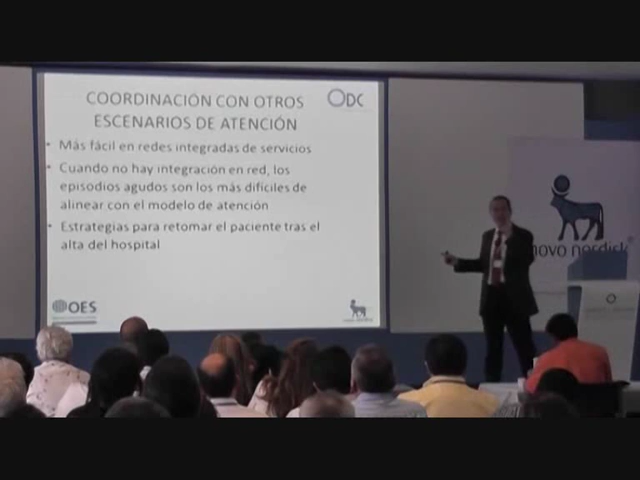 COORDINACIÓN CON OTROS
ESCENARIOS DE ATENCIÓN
ODC
• Más fácil en redes integradas de servicios
• Cuando no hay integración en red, los
episodios agudos son los más difíciles de
alinear con el modelo de atención
• Estrategias para retomar el paciente tras el
alta del hospital
OES
novo nordisk